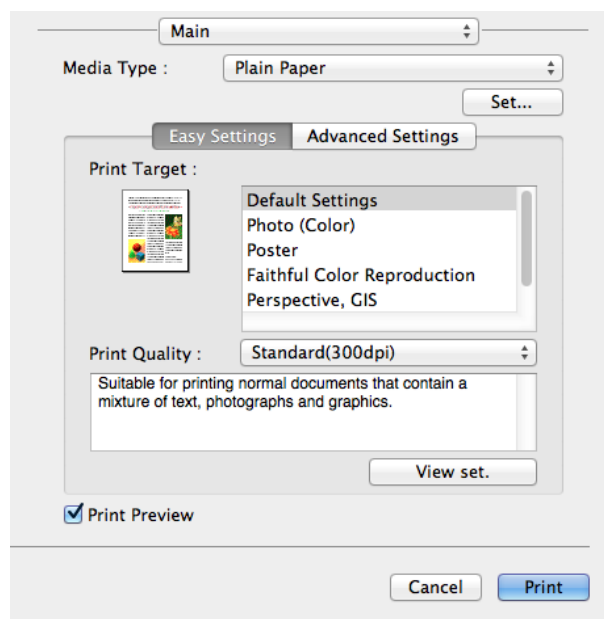 Main
Media Type : Plain Paper
Set...
Easy Settings Advanced Settings
Print Target :
Default Settings
Photo (Color)
Poster
Faithful Color Reproduction
Perspective, GIS
Print Quality : Standard(300dpi)
Suitable for printing normal documents that contain a
mixture of text, photographs and graphics.
View set.
Print Preview
Cancel Print